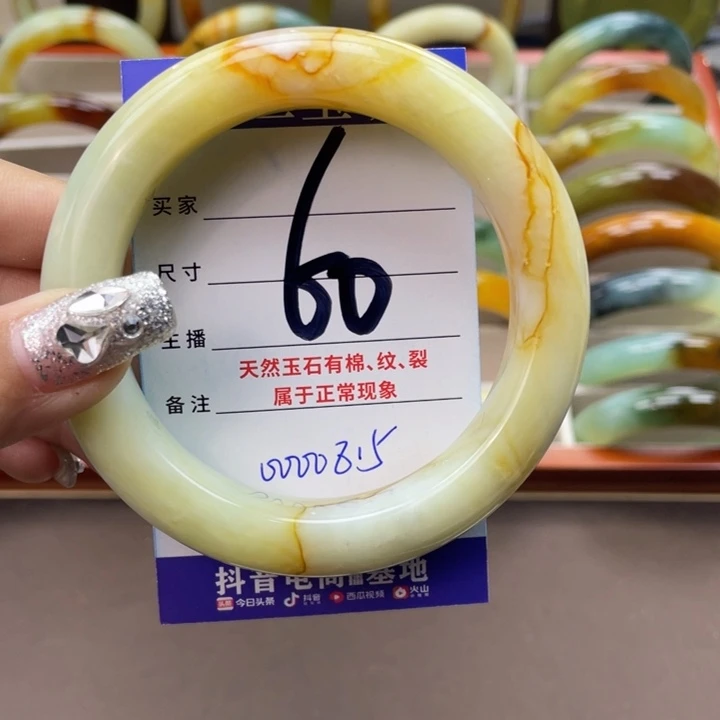 买家
60
尺寸
主播
天然玉石有棉、纹、裂
属于正常现象
备注
抖音电商
基地
今日头条 抖音 西瓜视频 火山